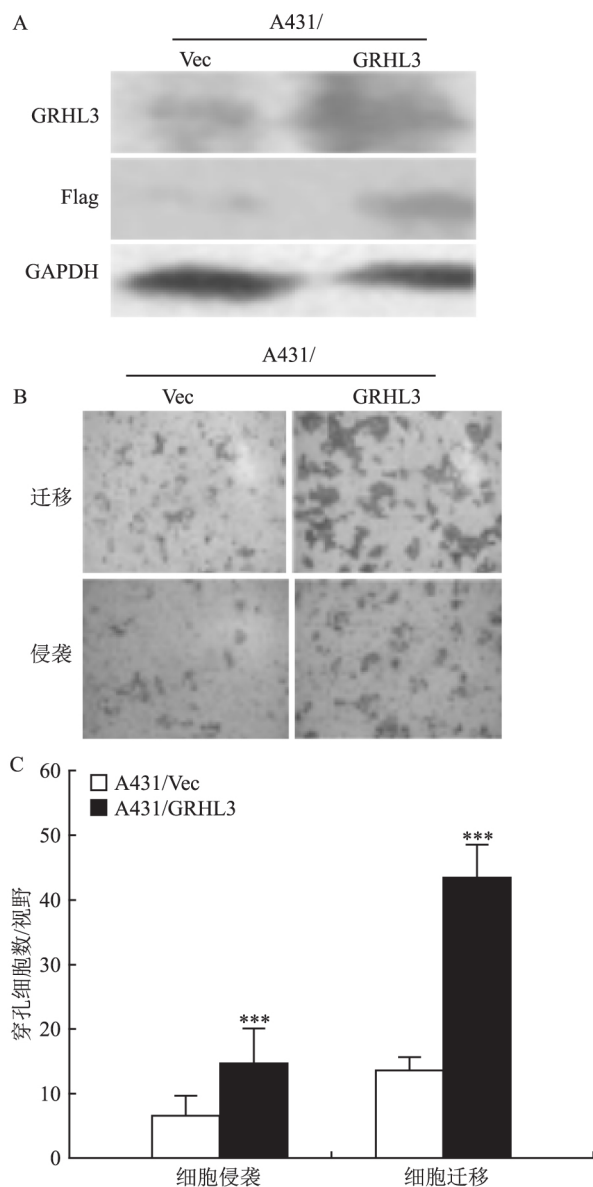 A
A431/
Vec GRHL3
GRHL3
Flag
GAPDH
A431/
B Vec GRHL3
迁移
侵袭
C
A431/Vec
A431/GRHL3
穿孔细胞数/视野
60
50
40
30
20
10
0
***
***
细胞侵袭 细胞迁移